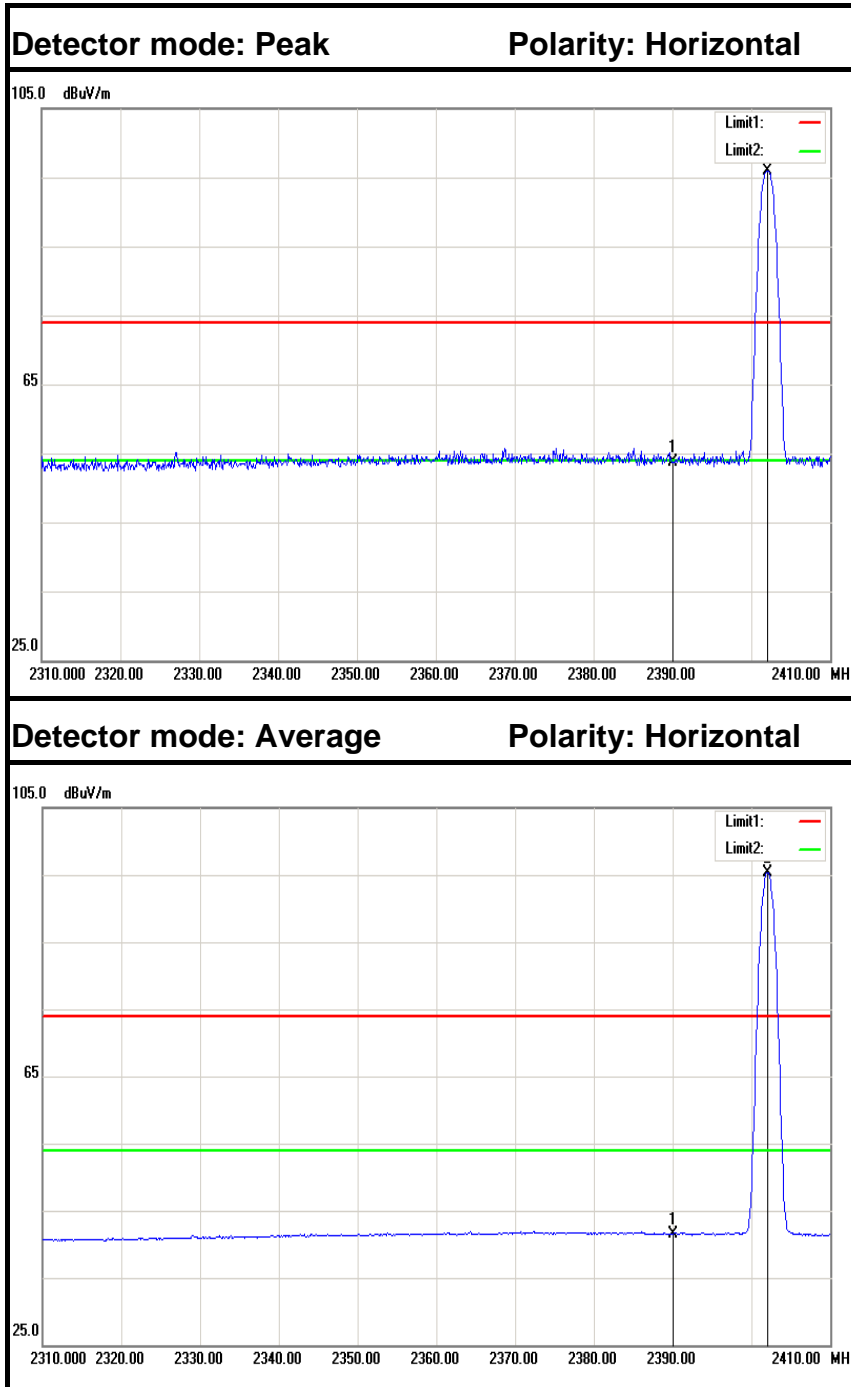 Detector mode: Peak Polarity: Horizontal
105.0 dBuV/m
Limit1:
Limit2:
65
1
25.0
2310.000 2320.00 2330.00 2340.00 2350.00 2360.00 2370.00 2380.00 2390.00 2410.00 MH
Detector mode: Average Polarity: Horizontal
105.0 dBuV/m
Limit1:
Limit2:
65
1
25.0
2310.000 2320.00 2330.00 2340.00 2350.00 2360.00 2370.00 2380.00 2390.00 2410.00 MH